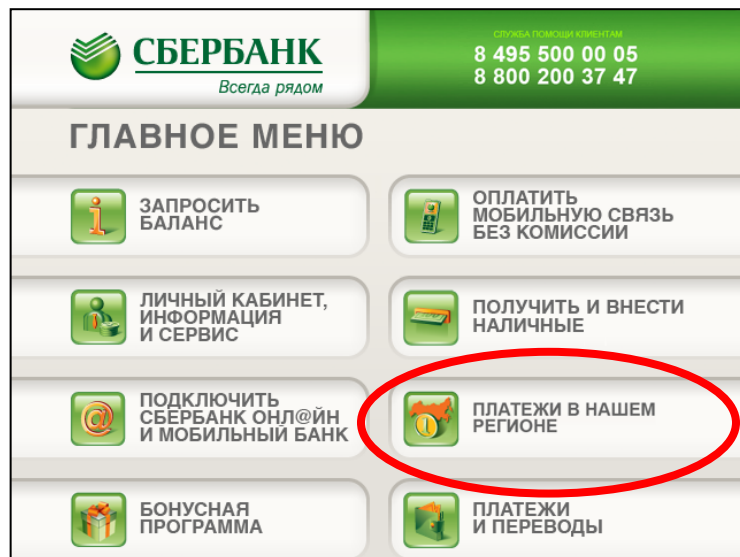 СБЕРБАНК
Всегда рядом
СЛУЖБА ПОМОЩИ КЛИЕНТАМ
8 495 500 00 05
8 800 200 37 47
ГЛАВНОЕ МЕНЮ
ЗАПРОСИТЬ
БАЛАНС
ОПЛАТИТЬ
МОБИЛЬНУЮ СВЯЗЬ
БЕЗ КОМИССИИ
ЛИЧНЫЙ КАБИНЕТ,
ИНФОРМАЦИЯ
И СЕРВИС
ПОЛУЧИТЬ И ВНЕСТИ
НАЛИЧНЫЕ
ПОДКЛЮЧИТЬ
СБЕРБАНК ОНЛ@ЙН
И МОБИЛЬНЫЙ БАНК
ПЛАТЕЖИ В НАШЕМ
РЕГИОНЕ
БОНУСНАЯ
ПРОГРАММА
ПЛАТЕЖИ
И ПЕРЕВОДЫ